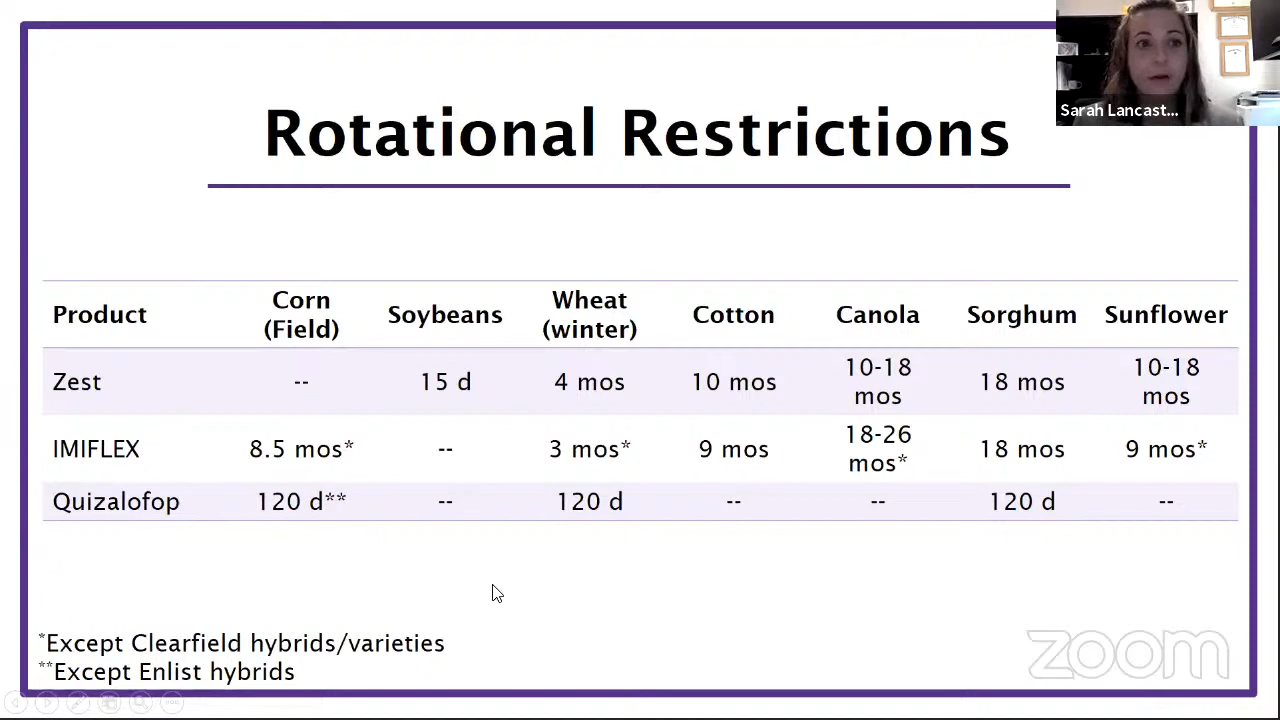 Sarah Lancast...
Rotational Restrictions
Product Corn (Field) Soybeans Wheat (winter) Cotton Canola Sorghum Sunflower
Zest -- 15 d 4 mos 10 mos 10-18 mos 18 mos 10-18 mos
IMIFLEX 8.5 mos* -- 3 mos* 9 mos 18-26 mos* 18 mos 9 mos*
Quizalofop 120 d** -- 120 d -- -- 120 d --
*Except Clearfield hybrids/varieties
**Except Enlist hybrids
zoom